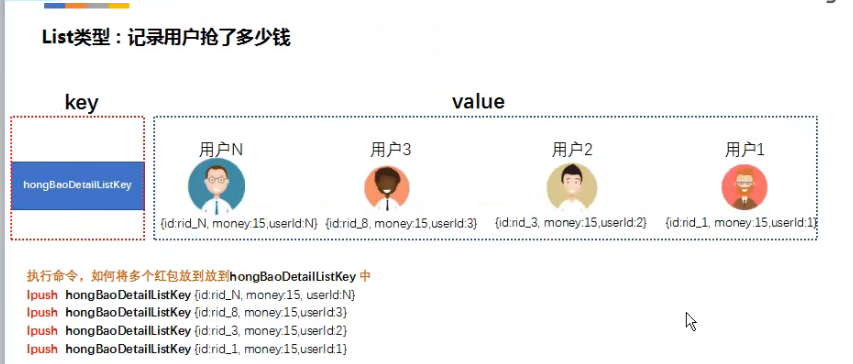 List类型：记录用户抢了多少钱
key
value
用户N 用户3 用户2 用户1
hongBaoDetailListKey
{id:rid_N, money:15,userId:N} {id:rid_8, money:15,userId:3} {id:rid_3, money:15,userId:2} {id:rid_1, money:15,userId:1}
执行命令，如何将多个红包放到放到hongBaoDetailListKey 中
lpush hongBaoDetailListKey {id:rid_N, money:15, userId:N}
lpush hongBaoDetailListKey {id:rid_8, money:15,userId:3}
lpush hongBaoDetailListKey {id:rid_3, money:15,userId:2}
lpush hongBaoDetailListKey {id:rid_1, money:15,userId:1}